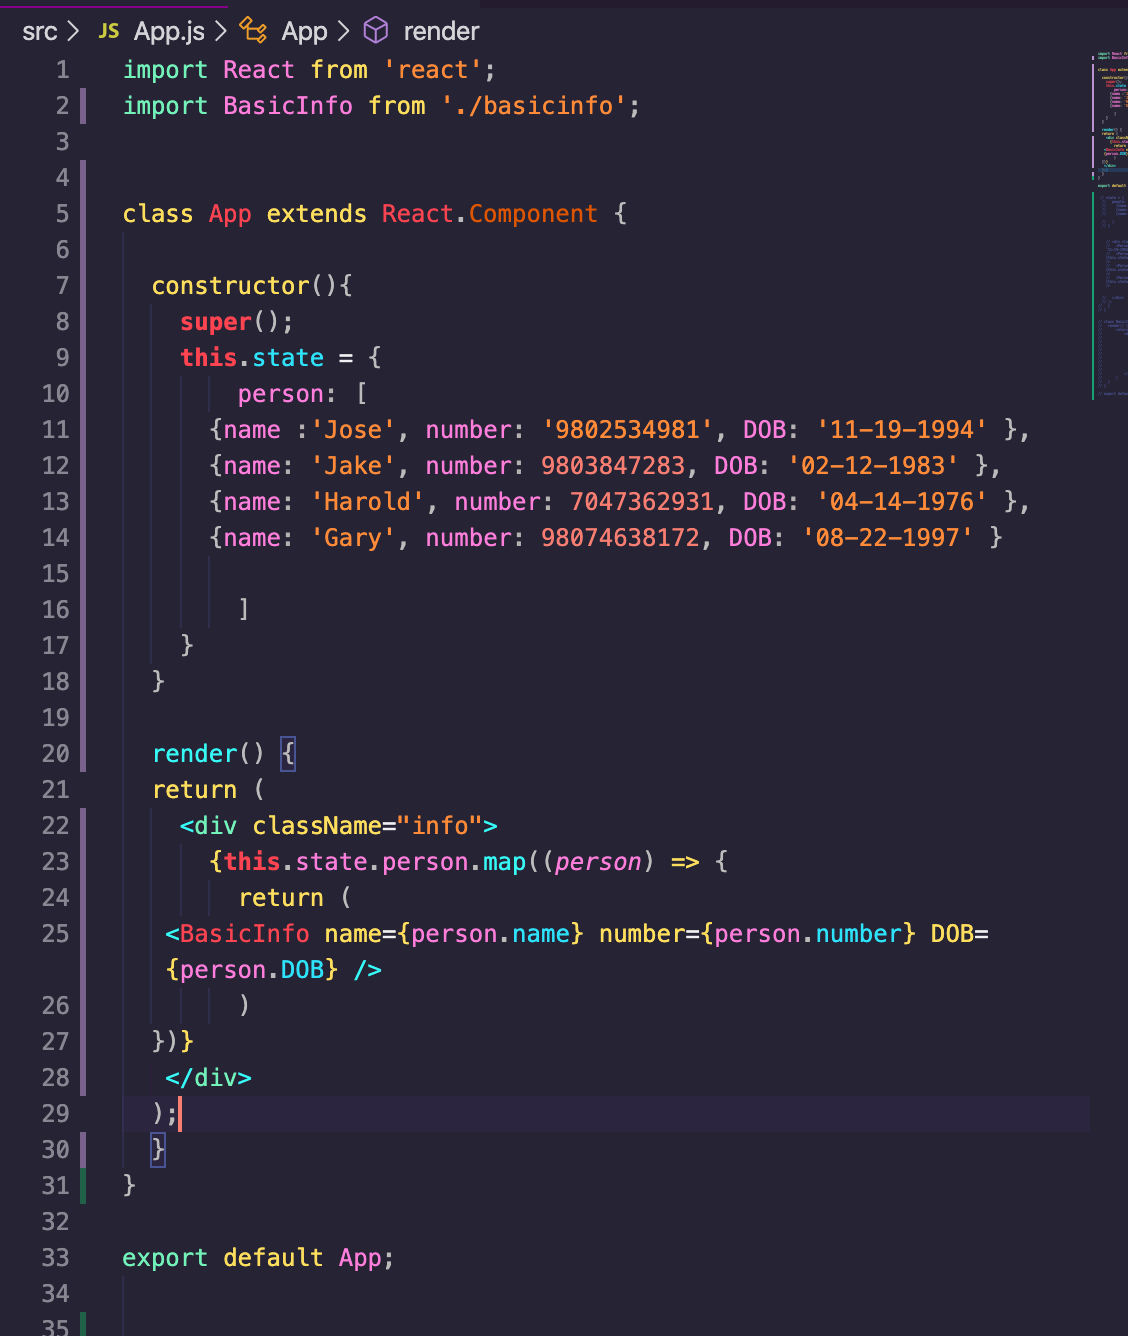 src > JS App.js > App > render
1 import React from 'react';
2 import BasicInfo from './basicinfo';
3
4
5 class App extends React.Component {
6
7 constructor(){
8 super();
9 this.state = {
10 person: [
11 {name :'Jose', number: '9802534981', DOB: '11-19-1994' },
12 {name: 'Jake', number: 9803847283, DOB: '02-12-1983' },
13 {name: 'Harold', number: 7047362931, DOB: '04-14-1976' },
14 {name: 'Gary', number: 98074638172, DOB: '08-22-1997' }
15
16 ]
17 }
18 }
19
20 render() {
21 return (
22 <div className="info">
23 {this.state.person.map((person) => {
24 return (
25 <BasicInfo name={person.name} number={person.number} DOB=
{person.DOB} />
26 )
27 })}
28 </div>
29 );
30 }
31 }
32
33 export default App;
34
35